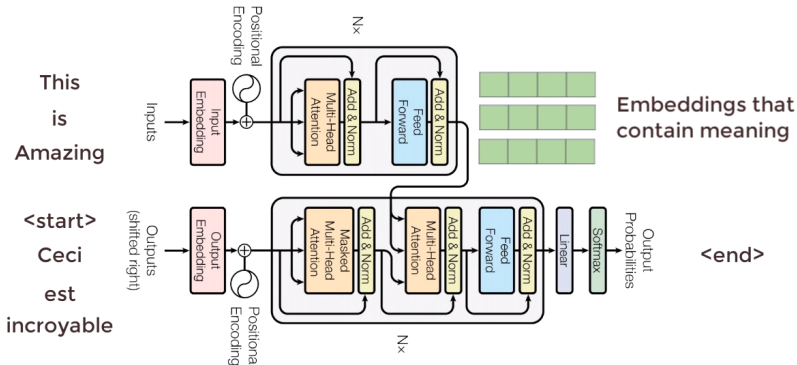 This
is
Amazing
Inputs
Input
Embedding
Positional
Encoding
Nx
Multi-Head
Attention
Add & Norm
Feed
Forward
Add & Norm
Embeddings that
contain meaning
<start>
Ceci
est
incroyable
Outputs
(shifted right)
Output
Embedding
Positiona
Encoding
Masked
Multi-Head
Attention
Add & Norm
Multi-Head
Attention
Add & Norm
Feed
Forward
Add & Norm
Nx
Linear
Softmax
Output
Probabilities
<end>